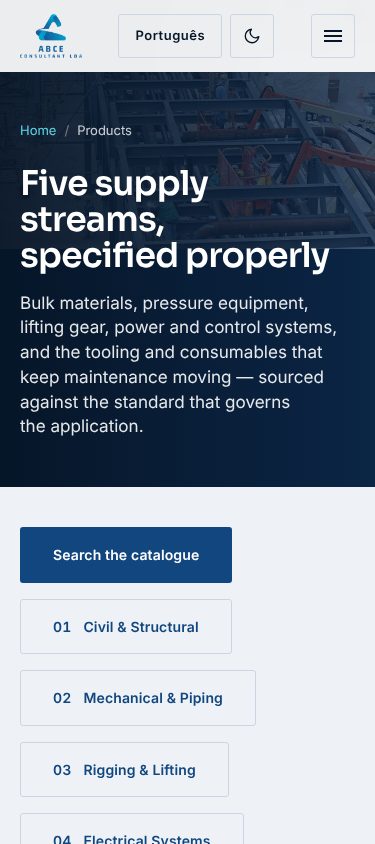 ABCE
CONSULTANT LDA
Português
Home / Products
Five supply
streams,
specified properly
Bulk materials, pressure equipment,
lifting gear, power and control systems,
and the tooling and consumables that
keep maintenance moving — sourced
against the standard that governs
the application.
Search the catalogue
01 Civil & Structural
02 Mechanical & Piping
03 Rigging & Lifting
04 Electrical Systems